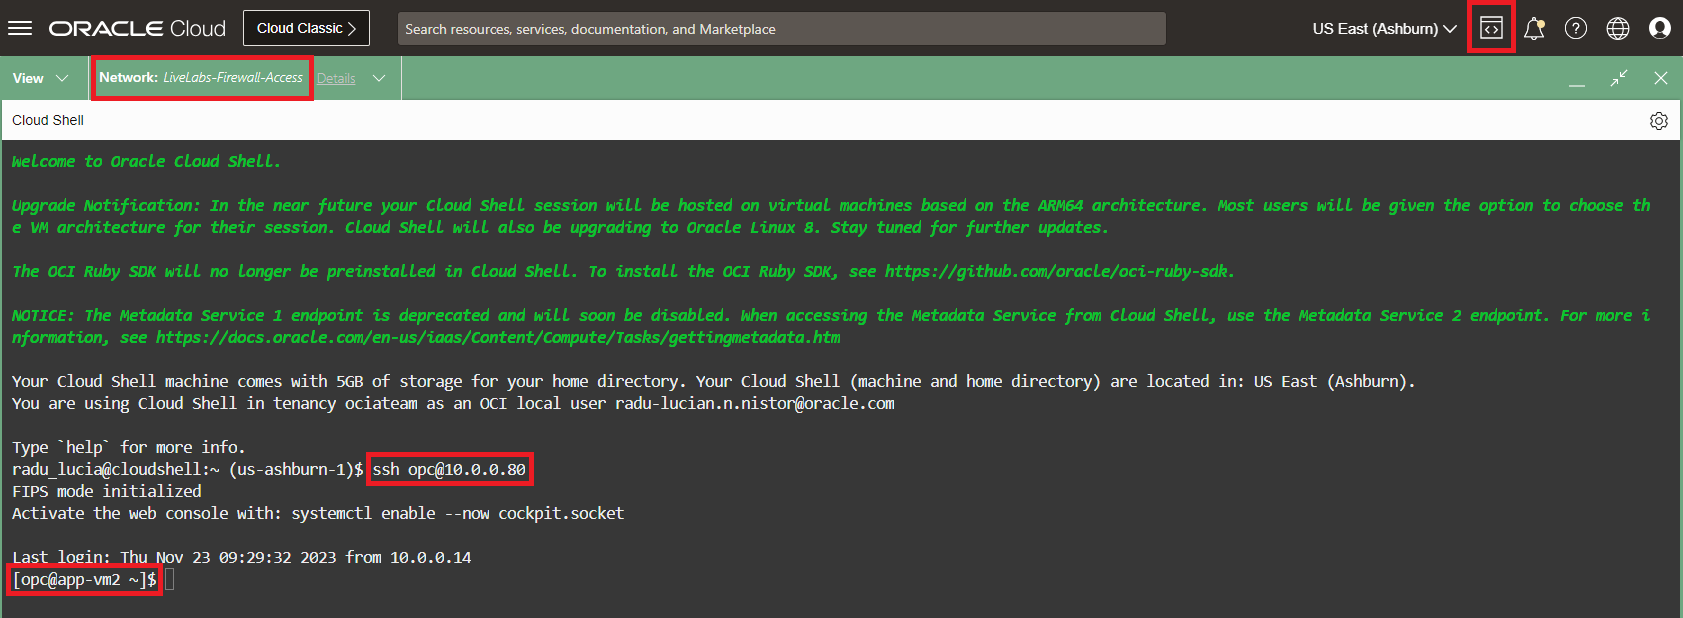 ORACLE Cloud
Cloud Classic
Search resources, services, documentation, and Marketplace
US East (Ashburn)
View
Network: LiveLabs-Firewall-Access
Details
Cloud Shell
Welcome to Oracle Cloud Shell.
Upgrade Notification: In the near future your Cloud Shell session will be hosted on virtual machines based on the ARM64 architecture. Most users will be given the option to choose th
e VM architecture for their session. Cloud Shell will also be upgrading to Oracle Linux 8. Stay tuned for further updates.
The OCI Ruby SDK will no longer be preinstalled in Cloud Shell. To install the OCI Ruby SDK, see https://github.com/oracle/oci-ruby-sdk.
NOTICE: The Metadata Service 1 endpoint is deprecated and will soon be disabled. When accessing the Metadata Service from Cloud Shell, use the Metadata Service 2 endpoint. For more i
nformation, see https://docs.oracle.com/en-us/iaas/Content/Compute/Tasks/gettingmetadata.htm
Your Cloud Shell machine comes with 5GB of storage for your home directory. Your Cloud Shell (machine and home directory) are located in: US East (Ashburn).
You are using Cloud Shell in tenancy ociateam as an OCI local user radu-lucian.n.nistor@oracle.com
Type `help` for more info.
radu_lucia@cloudshell:~ (us-ashburn-1)$ ssh opc@10.0.0.80
FIPS mode initialized
Activate the web console with: systemctl enable --now cockpit.socket
Last login: Thu Nov 23 09:29:32 2023 from 10.0.0.14
[opc@app-vm2 ~]$